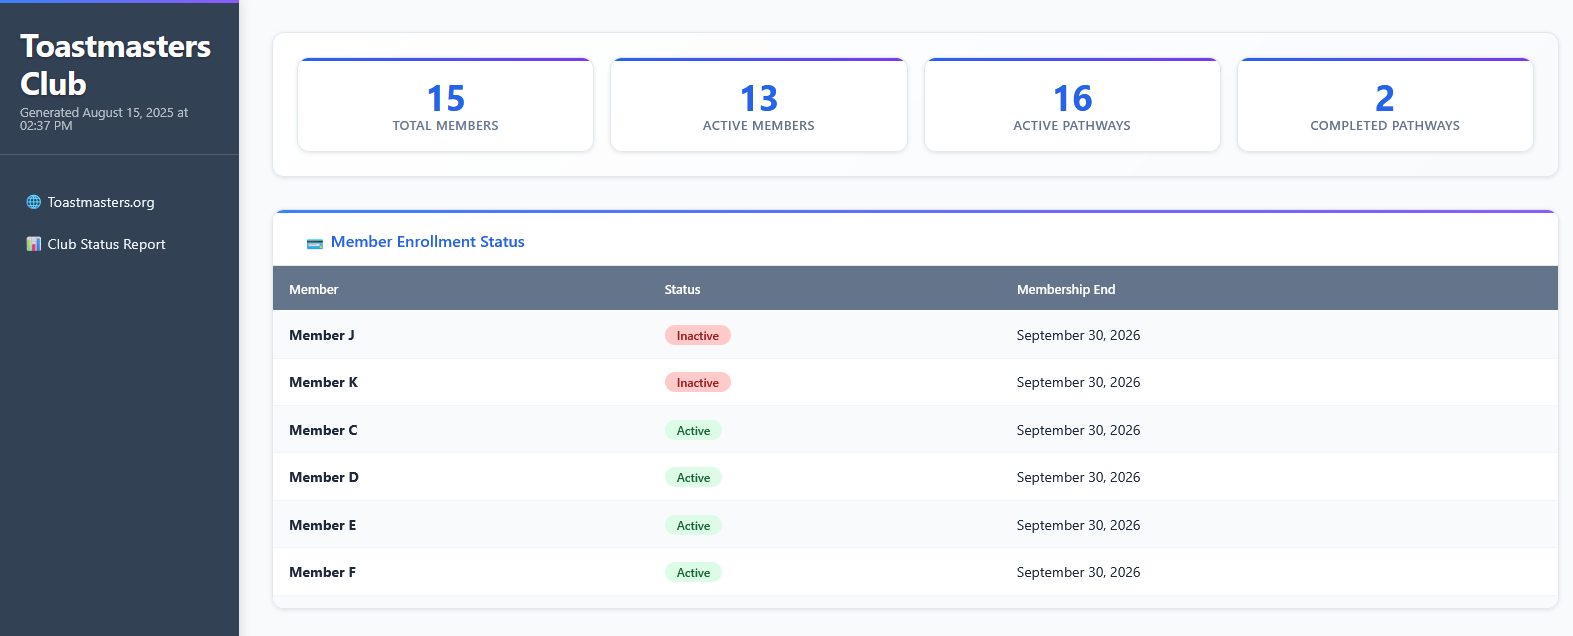 Toastmasters
Club
Generated August 15, 2025 at
02:37 PM
Toastmasters.org
Club Status Report
15
TOTAL MEMBERS
13
ACTIVE MEMBERS
16
ACTIVE PATHWAYS
2
COMPLETED PATHWAYS
Member Enrollment Status
Member Status Membership End
Member J Inactive September 30, 2026
Member K Inactive September 30, 2026
Member C Active September 30, 2026
Member D Active September 30, 2026
Member E Active September 30, 2026
Member F Active September 30, 2026